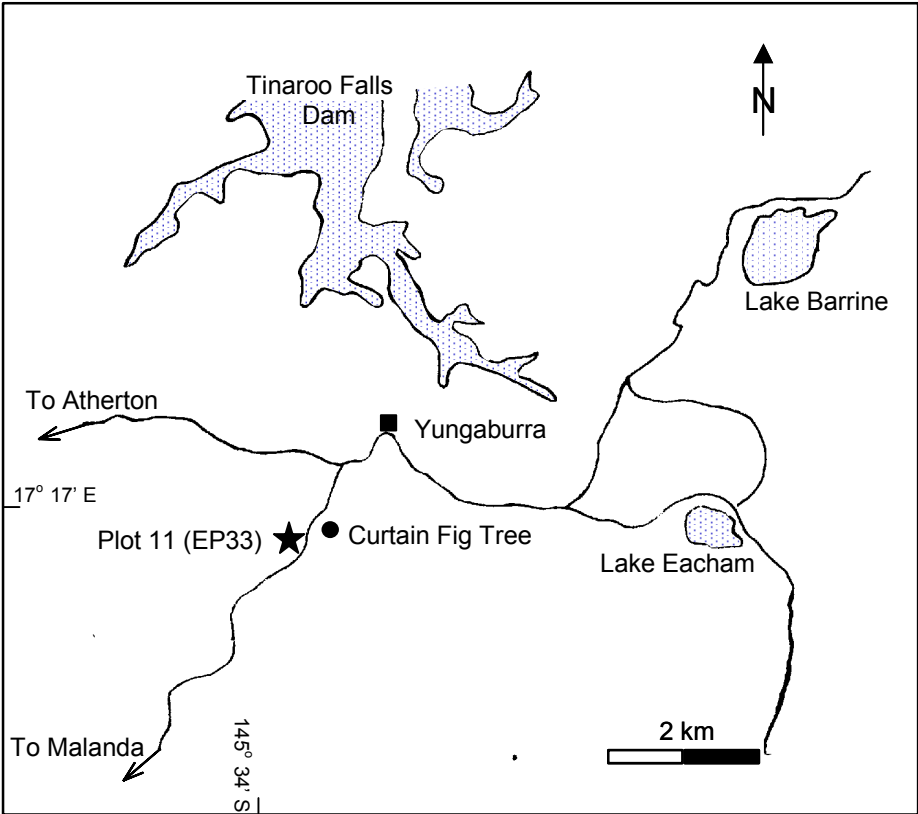 Tinaroo Falls
Dam
N
Lake Barrine
To Atherton
Yungaburra
17° 17' E
Plot 11 (EP33)
Curtain Fig Tree
Lake Eacham
To Malanda
145° 34' S
2 km